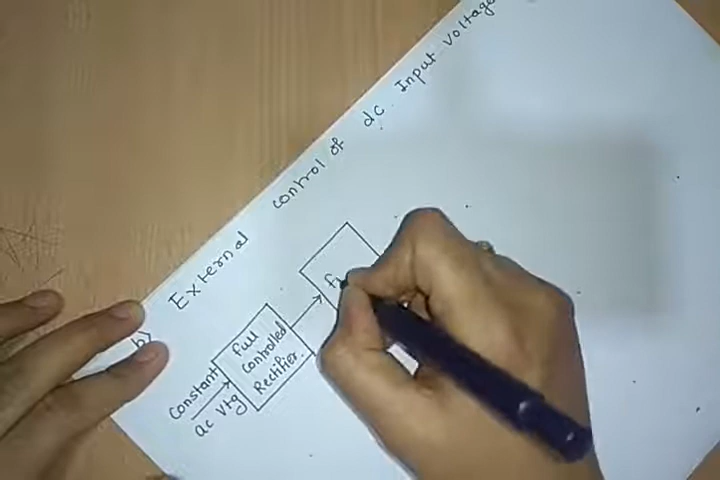 b) External control of dc Input voltage
Constant
ac Vtg
Full
Controlled
Rectifier.